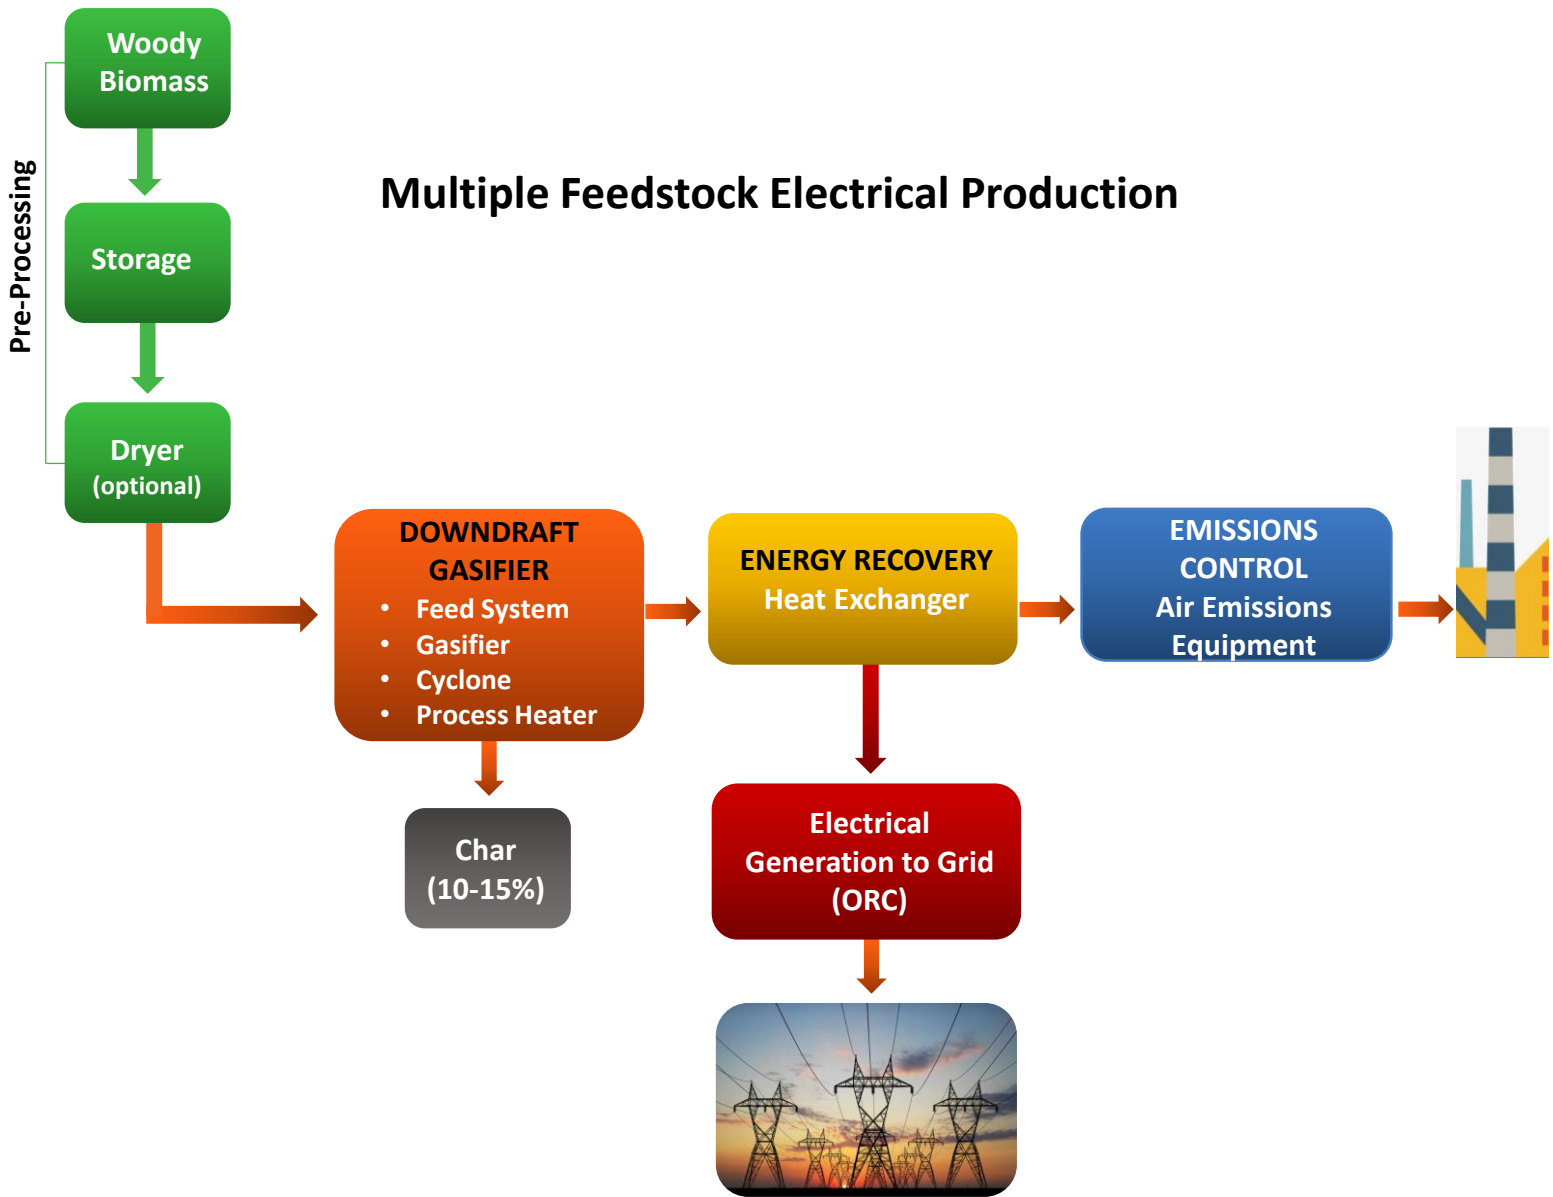 Woody
Biomass
Pre-Processing
Multiple Feedstock Electrical Production
Storage
Dryer
(optional)
DOWNDRAFT
GASIFIER
• Feed System
• Gasifier
• Cyclone
• Process Heater
ENERGY RECOVERY
Heat Exchanger
EMISSIONS
CONTROL
Air Emissions
Equipment
Char
(10-15%)
Electrical
Generation to Grid
(ORC)